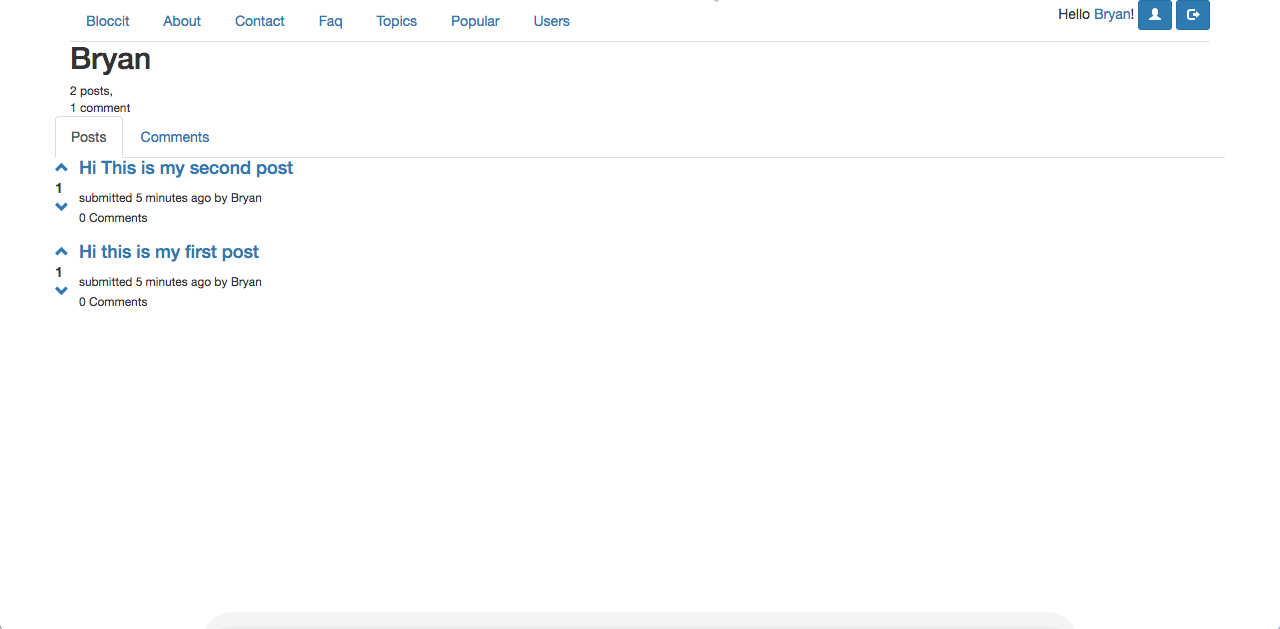 Bloccit About Contact Faq Topics Popular Users Hello Bryan!
Bryan
2 posts,
1 comment
Posts Comments
Hi This is my second post
1
submitted 5 minutes ago by Bryan
0 Comments
Hi this is my first post
1
submitted 5 minutes ago by Bryan
0 Comments